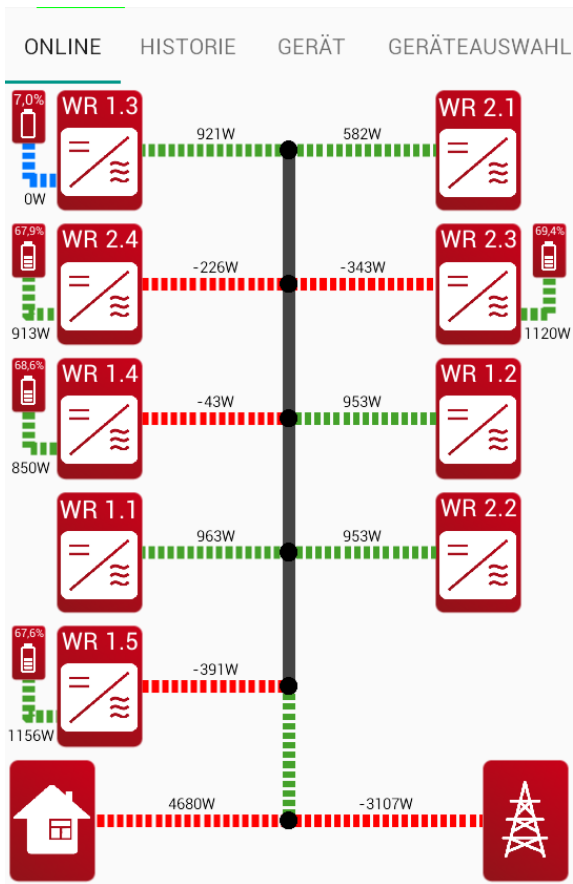 ONLINE HISTORIE GERÄT GERÄTEAUSWAHL
7,0% WR 1.3 921W 582W WR 2.1
0W
67,9% WR 2.4 -226W -343W WR 2.3 69,4%
913W 1120W
68,6% WR 1.4 -43W 953W WR 1.2
850W
WR 1.1 963W 953W WR 2.2
67,6% WR 1.5 -391W
1156W
4680W -3107W